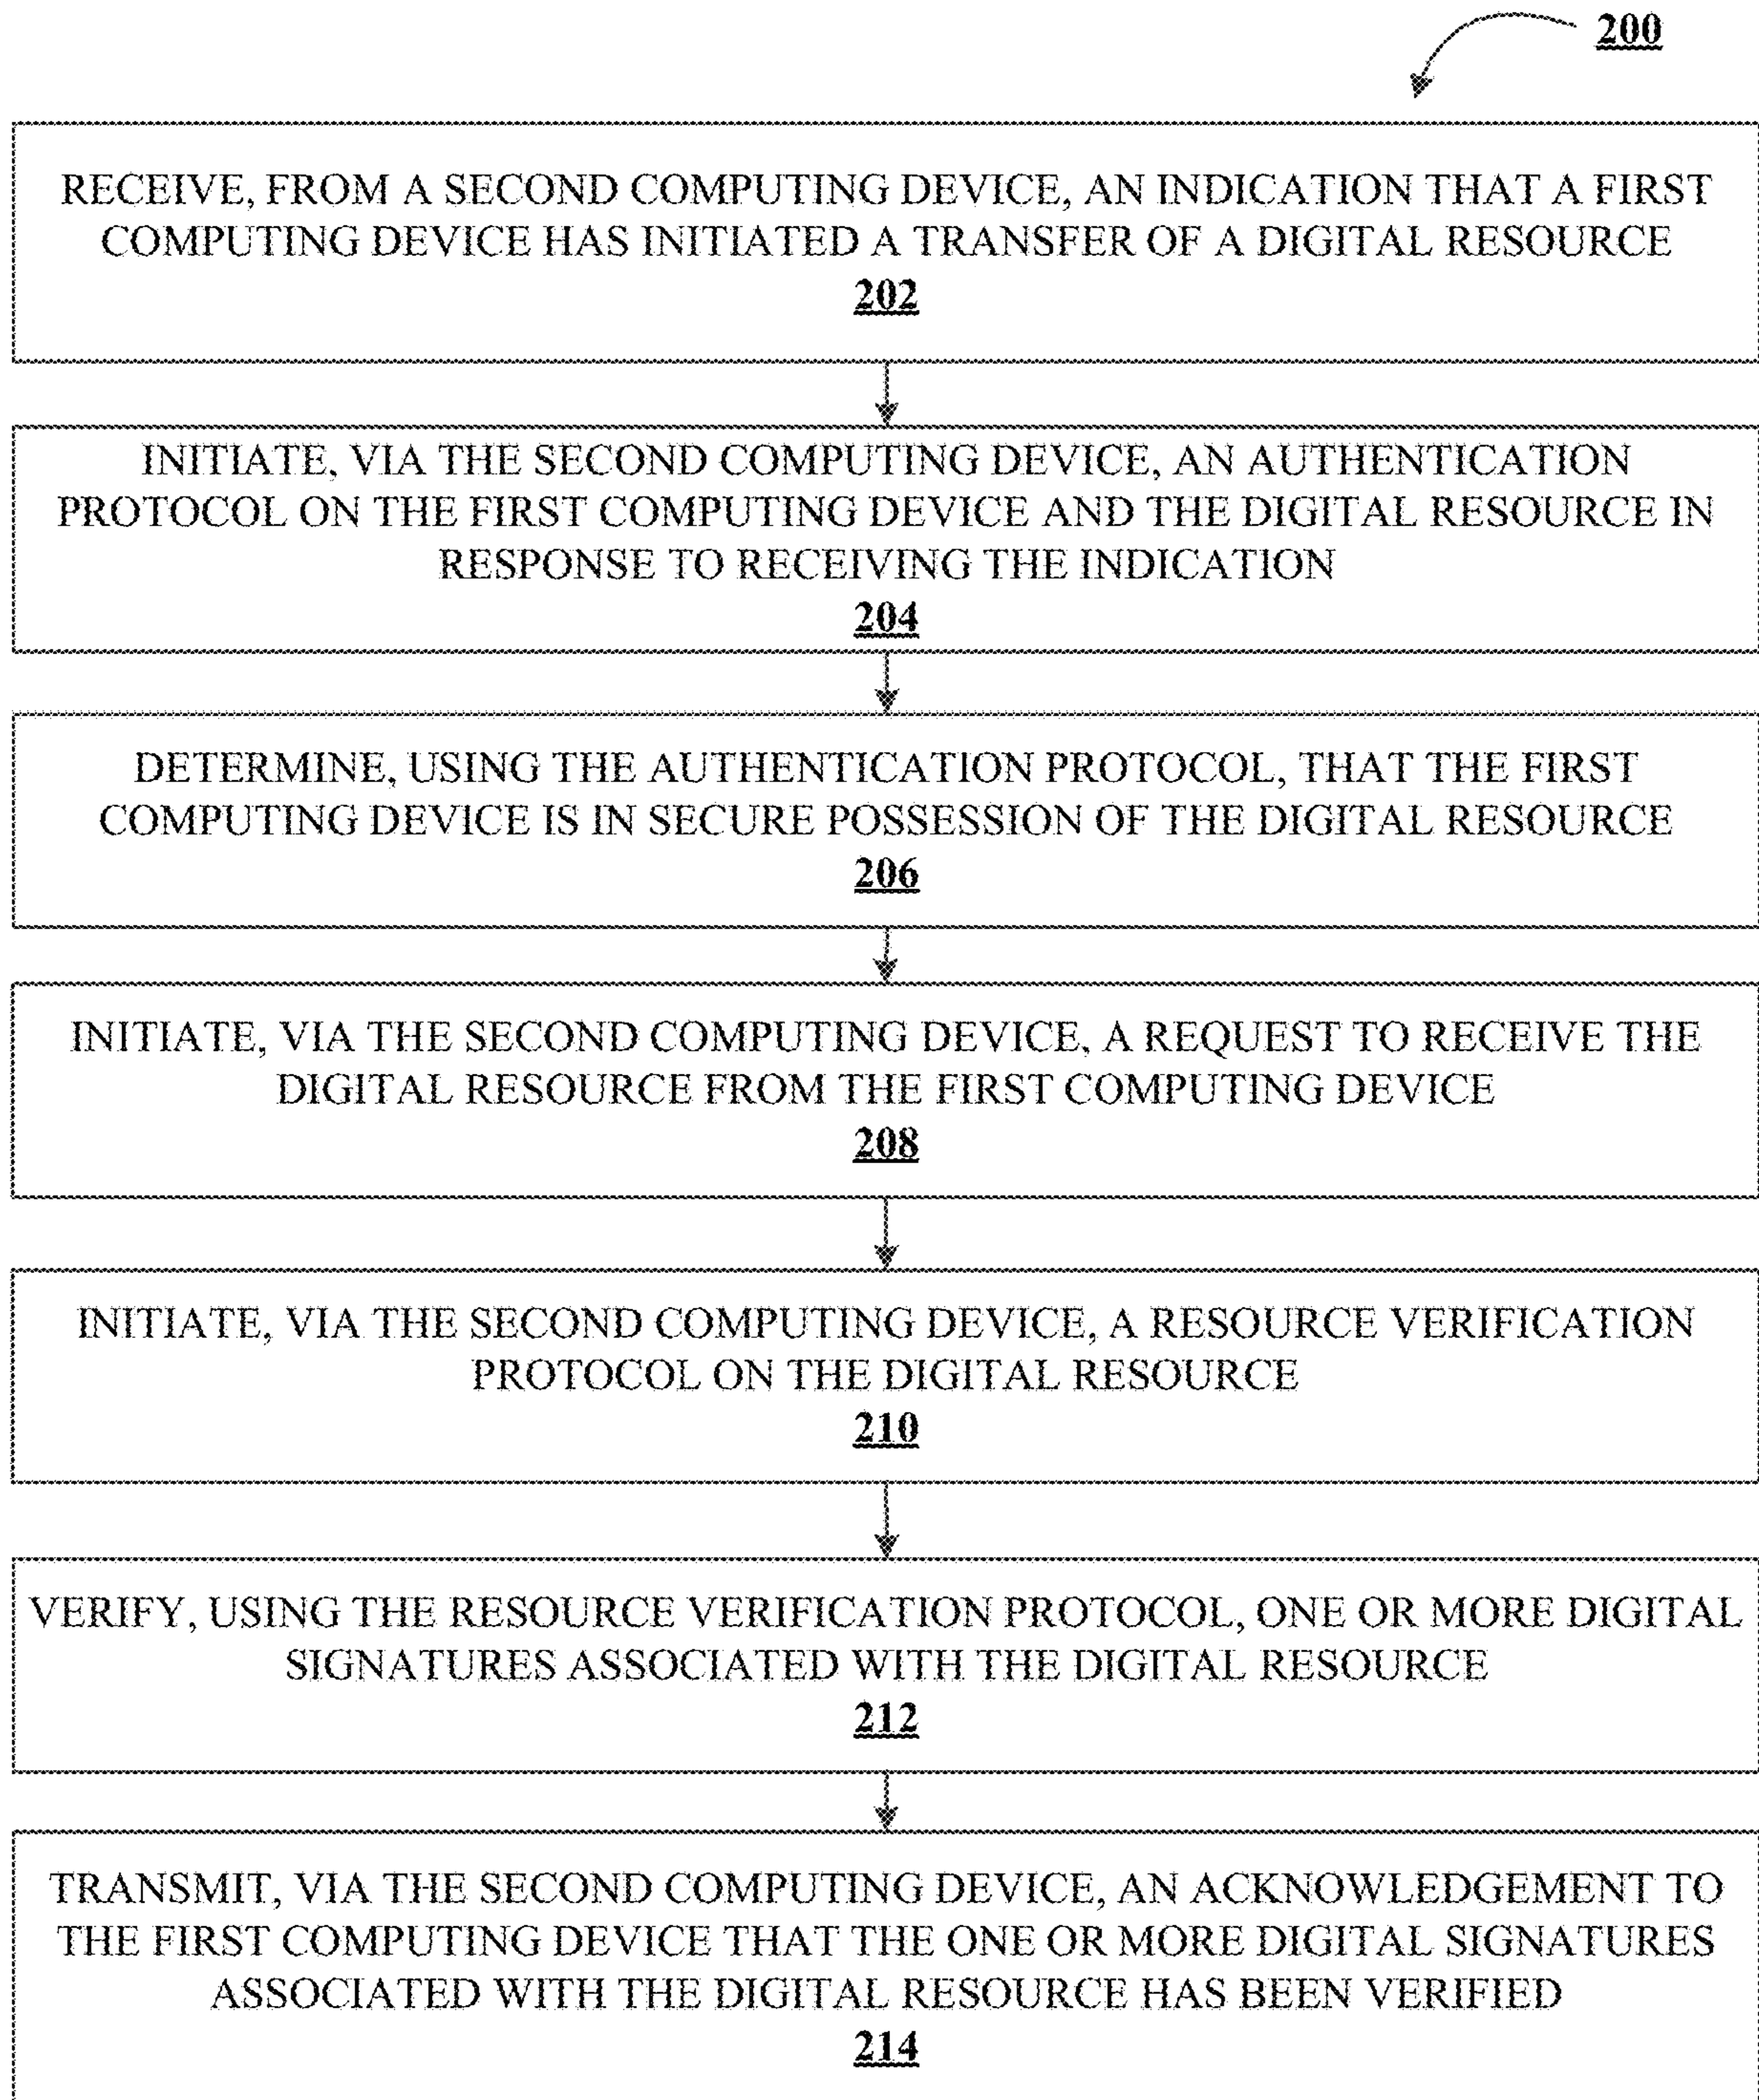 200
RECEIVE, FROM A SECOND COMPUTING DEVICE, AN INDICATION THAT A FIRST
COMPUTING DEVICE HAS INITIATED A TRANSFER OF A DIGITAL RESOURCE
202
INITIATE, VIA THE SECOND COMPUTING DEVICE, AN AUTHENTICATION
PROTOCOL ON THE FIRST COMPUTING DEVICE AND THE DIGITAL RESOURCE IN
RESPONSE TO RECEIVING THE INDICATION
204
DETERMINE, USING THE AUTHENTICATION PROTOCOL, THAT THE FIRST
COMPUTING DEVICE IS IN SECURE POSSESSION OF THE DIGITAL RESOURCE
206
INITIATE, VIA THE SECOND COMPUTING DEVICE, A REQUEST TO RECEIVE THE
DIGITAL RESOURCE FROM THE FIRST COMPUTING DEVICE
208
INITIATE, VIA THE SECOND COMPUTING DEVICE, A RESOURCE VERIFICATION
PROTOCOL ON THE DIGITAL RESOURCE
210
VERIFY, USING THE RESOURCE VERIFICATION PROTOCOL, ONE OR MORE DIGITAL
SIGNATURES ASSOCIATED WITH THE DIGITAL RESOURCE
212
TRANSMIT, VIA THE SECOND COMPUTING DEVICE, AN ACKNOWLEDGEMENT TO
THE FIRST COMPUTING DEVICE THAT THE ONE OR MORE DIGITAL SIGNATURES
ASSOCIATED WITH THE DIGITAL RESOURCE HAS BEEN VERIFIED
214